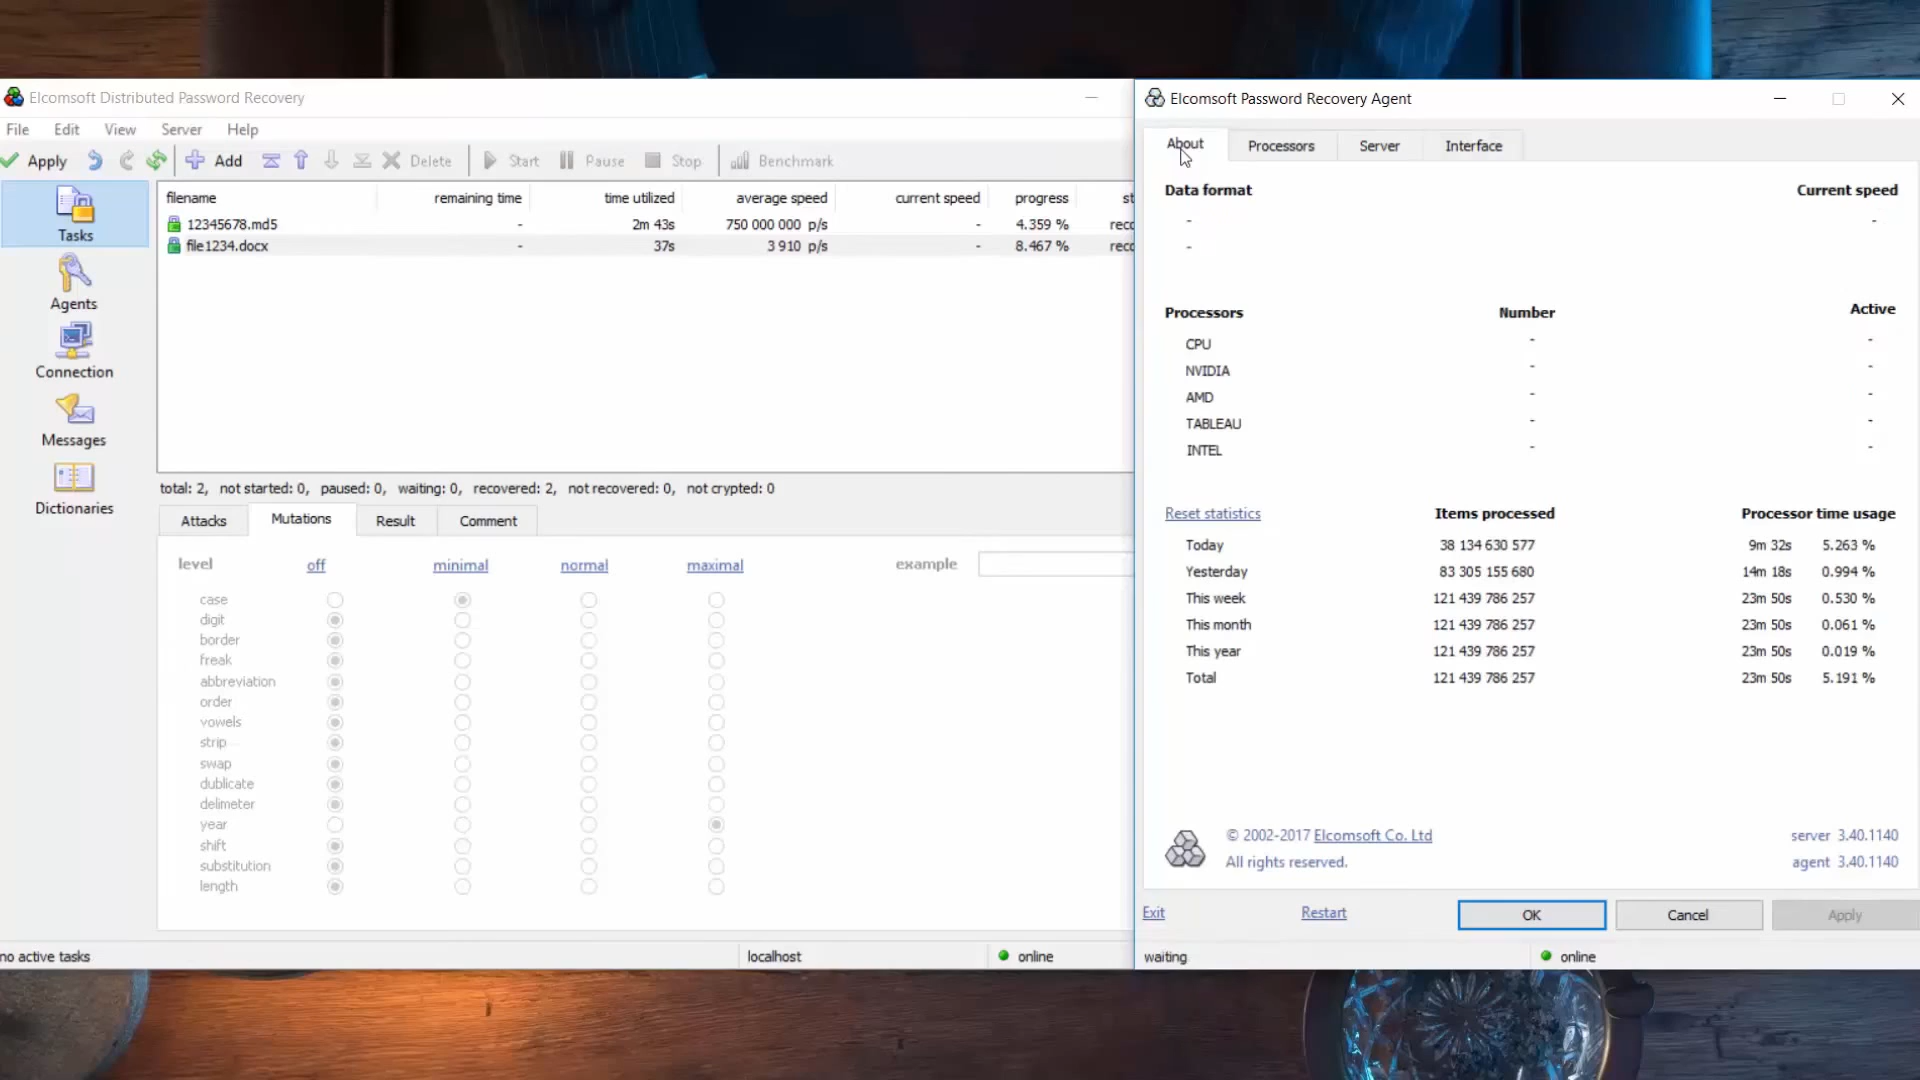 Elcomsoft Distributed Password Recovery
File Edit View Server Help
Apply Add Delete Start Pause Stop Benchmark
Tasks
Agents
Connection
Messages
Dictionaries
filename remaining time time utilized average speed current speed progress st
12345678.md5 - 2m 43s 750 000 000 p/s - 4.359 % reco
file1234.docx - 37s 3 910 p/s - 8.467 % reco
total: 2, not started: 0, paused: 0, waiting: 0, recovered: 2, not recovered: 0, not crypted: 0
Attacks Mutations Result Comment
level off minimal normal maximal example
case
digit
border
freak
abbreviation
order
vowels
strip
swap
dublicate
delimeter
year
shift
substitution
length
no active tasks localhost online
Elcomsoft Password Recovery Agent
About Processors Server Interface
Data format Current speed
- -
-
Processors Number Active
CPU - -
NVIDIA - -
AMD - -
TABLEAU - -
INTEL - -
Reset statistics Items processed Processor time usage
Today 38 134 630 577 9m 32s 5.263 %
Yesterday 83 305 155 680 14m 18s 0.994 %
This week 121 439 786 257 23m 50s 0.530 %
This month 121 439 786 257 23m 50s 0.061 %
This year 121 439 786 257 23m 50s 0.019 %
Total 121 439 786 257 23m 50s 5.191 %
© 2002-2017 Elcomsoft Co. Ltd server 3.40.1140
All rights reserved. agent 3.40.1140
Exit Restart OK Cancel Apply
waiting online